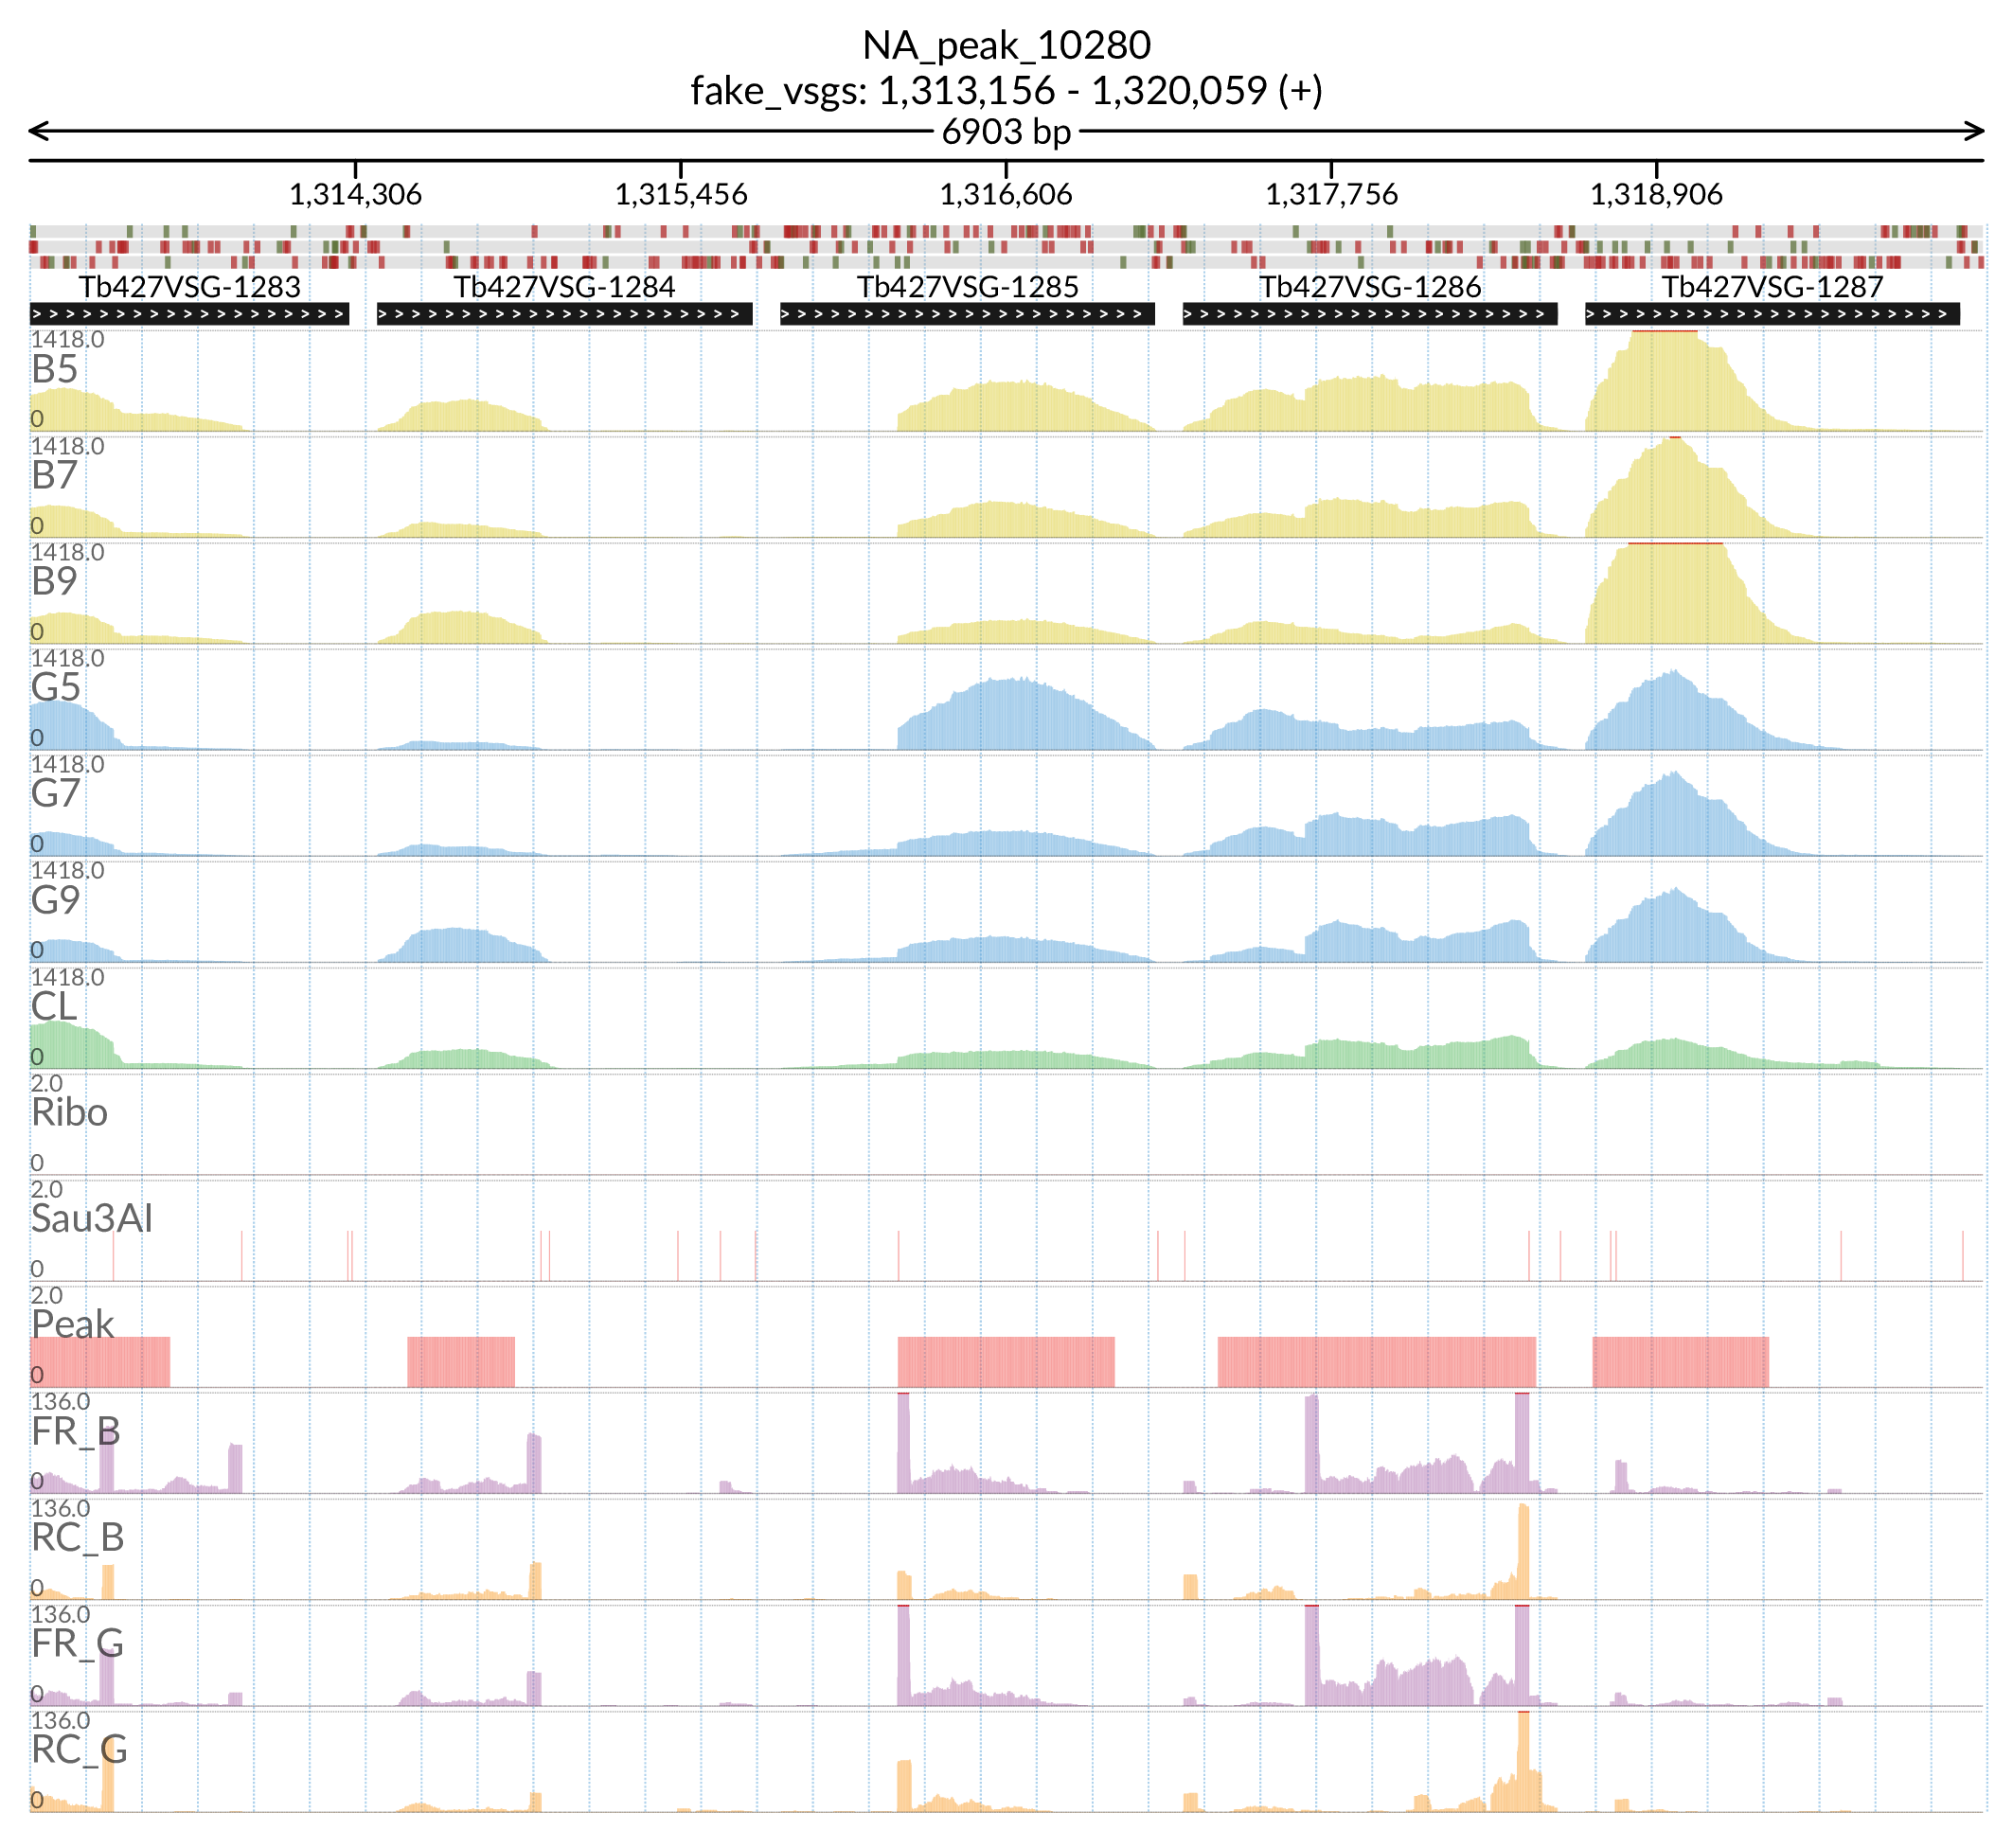 NA_peak_10280
fake_vsgs: 1,313,156 - 1,320,059 (+)
6903 bp
1,314,306 1,315,456 1,316,606 1,317,756 1,318,906
Tb427VSG-1283 Tb427VSG-1284 Tb427VSG-1285 Tb427VSG-1286 Tb427VSG-1287
1418.0
B5
0
1418.0
B7
0
1418.0
B9
0
1418.0
G5
0
1418.0
G7
0
1418.0
G9
0
1418.0
CL
0
2.0
Ribo
0
2.0
Sau3AI
0
2.0
Peak
0
136.0
FR_B
0
136.0
RC_B
0
136.0
FR_G
0
136.0
RC_G
0